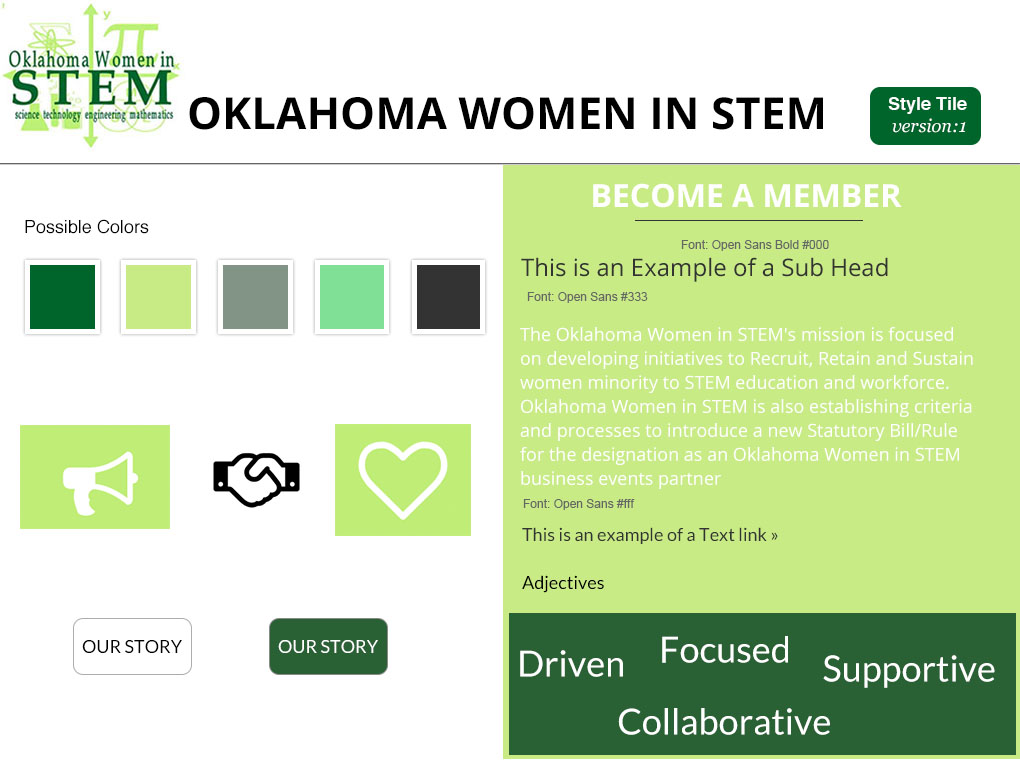 y
π
Oklahoma Women in
STEM
science technology engineering mathematics
OKLAHOMA WOMEN IN STEM
Style Tile
version:1
Possible Colors
OUR STORY
OUR STORY
BECOME A MEMBER
Font: Open Sans Bold #000
This is an Example of a Sub Head
Font: Open Sans #333
The Oklahoma Women in STEM's mission is focused
on developing initiatives to Recruit, Retain and Sustain
women minority to STEM education and workforce.
Oklahoma Women in STEM is also establishing criteria
and processes to introduce a new Statutory Bill/Rule
for the designation as an Oklahoma Women in STEM
business events partner
Font: Open Sans #fff
This is an example of a Text link »
Adjectives
Driven
Focused
Supportive
Collaborative